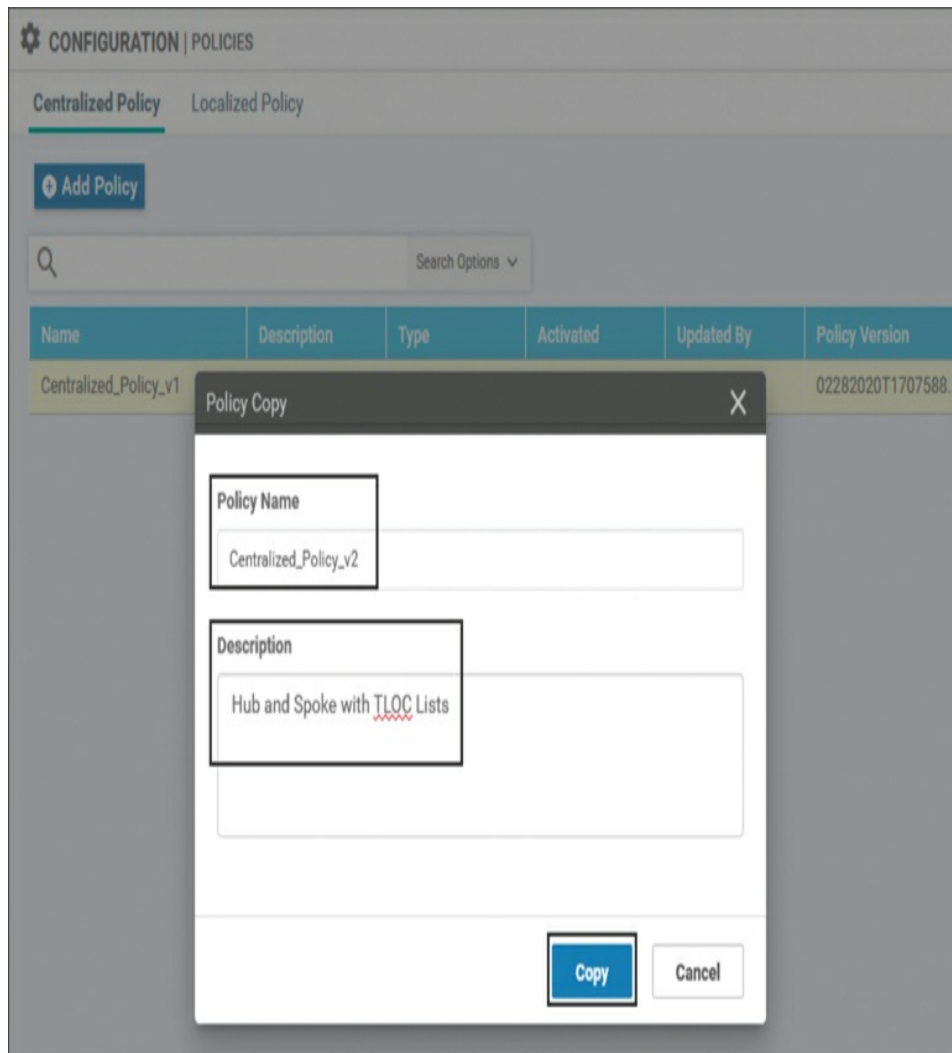 CONFIGURATION | POLICIES
Centralized Policy Localized Policy
Add Policy
Search Options
Name Description Type Activated Updated By Policy Version
Centralized_Policy_v1 02282020T1707588.
Policy Copy X
Policy Name
Centralized_Policy_v2
Description
Hub and Spoke with TLOC Lists
Copy Cancel